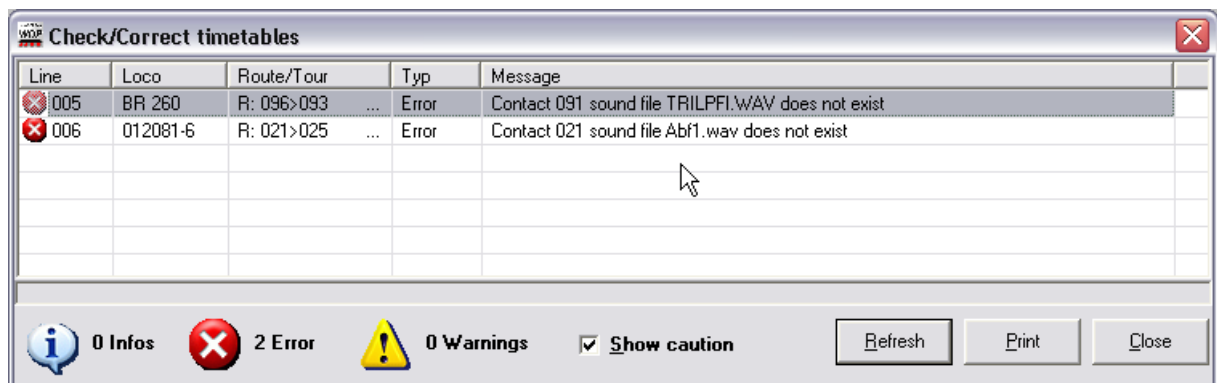 WDP Check/Correct timetables
Line Loco Route/Tour Typ Message
005 BR 260 R: 096>093 ... Error Contact 091 sound file TRILPFI.WAV does not exist
006 012081-6 R: 021>025 ... Error Contact 021 sound file Abf1.wav does not exist
0 Infos 2 Error 0 Warnings Show caution Refresh Print Close